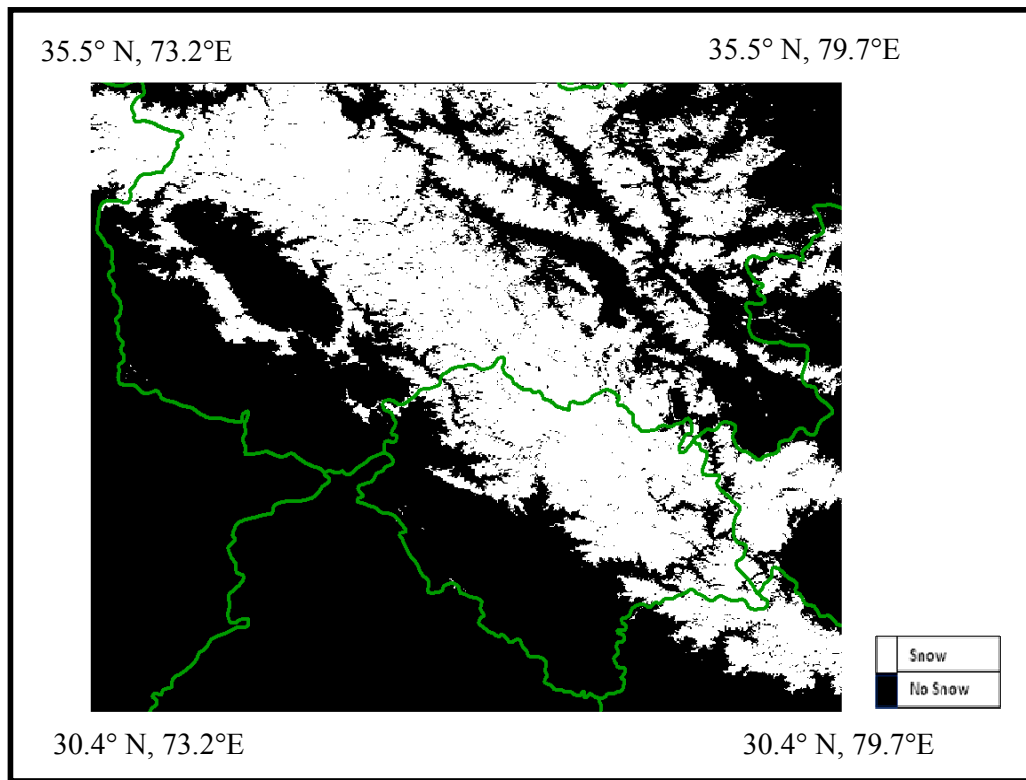 35.5° N, 73.2°E
35.5° N, 79.7°E
Snow
No Snow
30.4° N, 73.2°E
30.4° N, 79.7°E